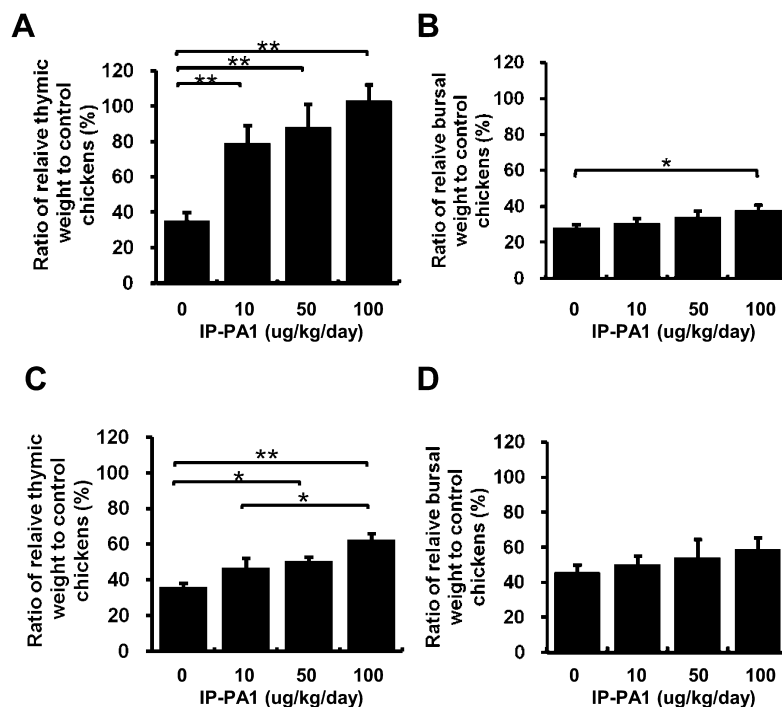 A
Ratio of relaive thymic
weight to control
chickens (%)
120
100
80
60
40
20
0
**
**
**
0 10 50 100
IP-PA1 (ug/kg/day)
B
Ratio of relaive bursal
weight to control
chickens (%)
120
100
80
60
40
20
0
*
0 10 50 100
IP-PA1 (ug/kg/day)
C
Ratio of relaive thymic
weight to control
chickens (%)
120
100
80
60
40
20
0
**
*
*
0 10 50 100
IP-PA1 (ug/kg/day)
D
Ratio of relaive bursal
weight to control
chickens (%)
120
100
80
60
40
20
0
0 10 50 100
IP-PA1 (ug/kg/day)